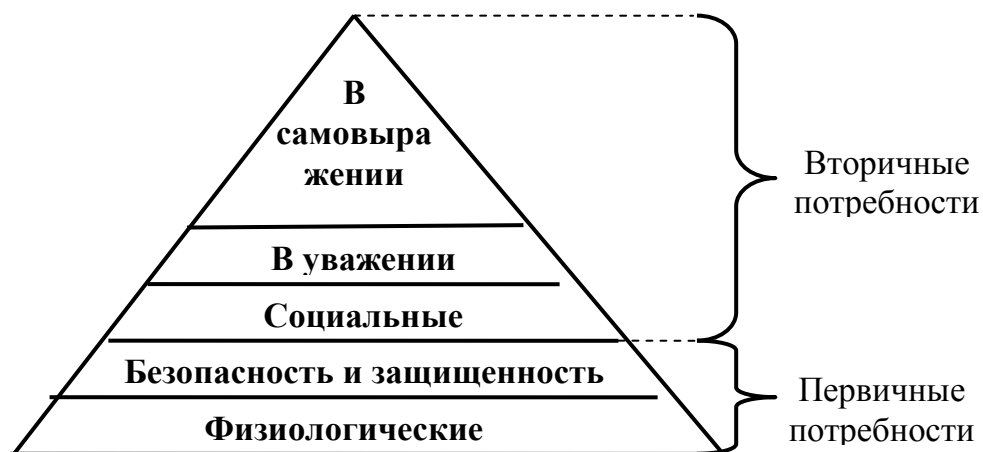 В
самовыра
жении
В уважении
Социальные
Безопасность и защищенность
Физиологические
Вторичные
потребности
Первичные
потребности